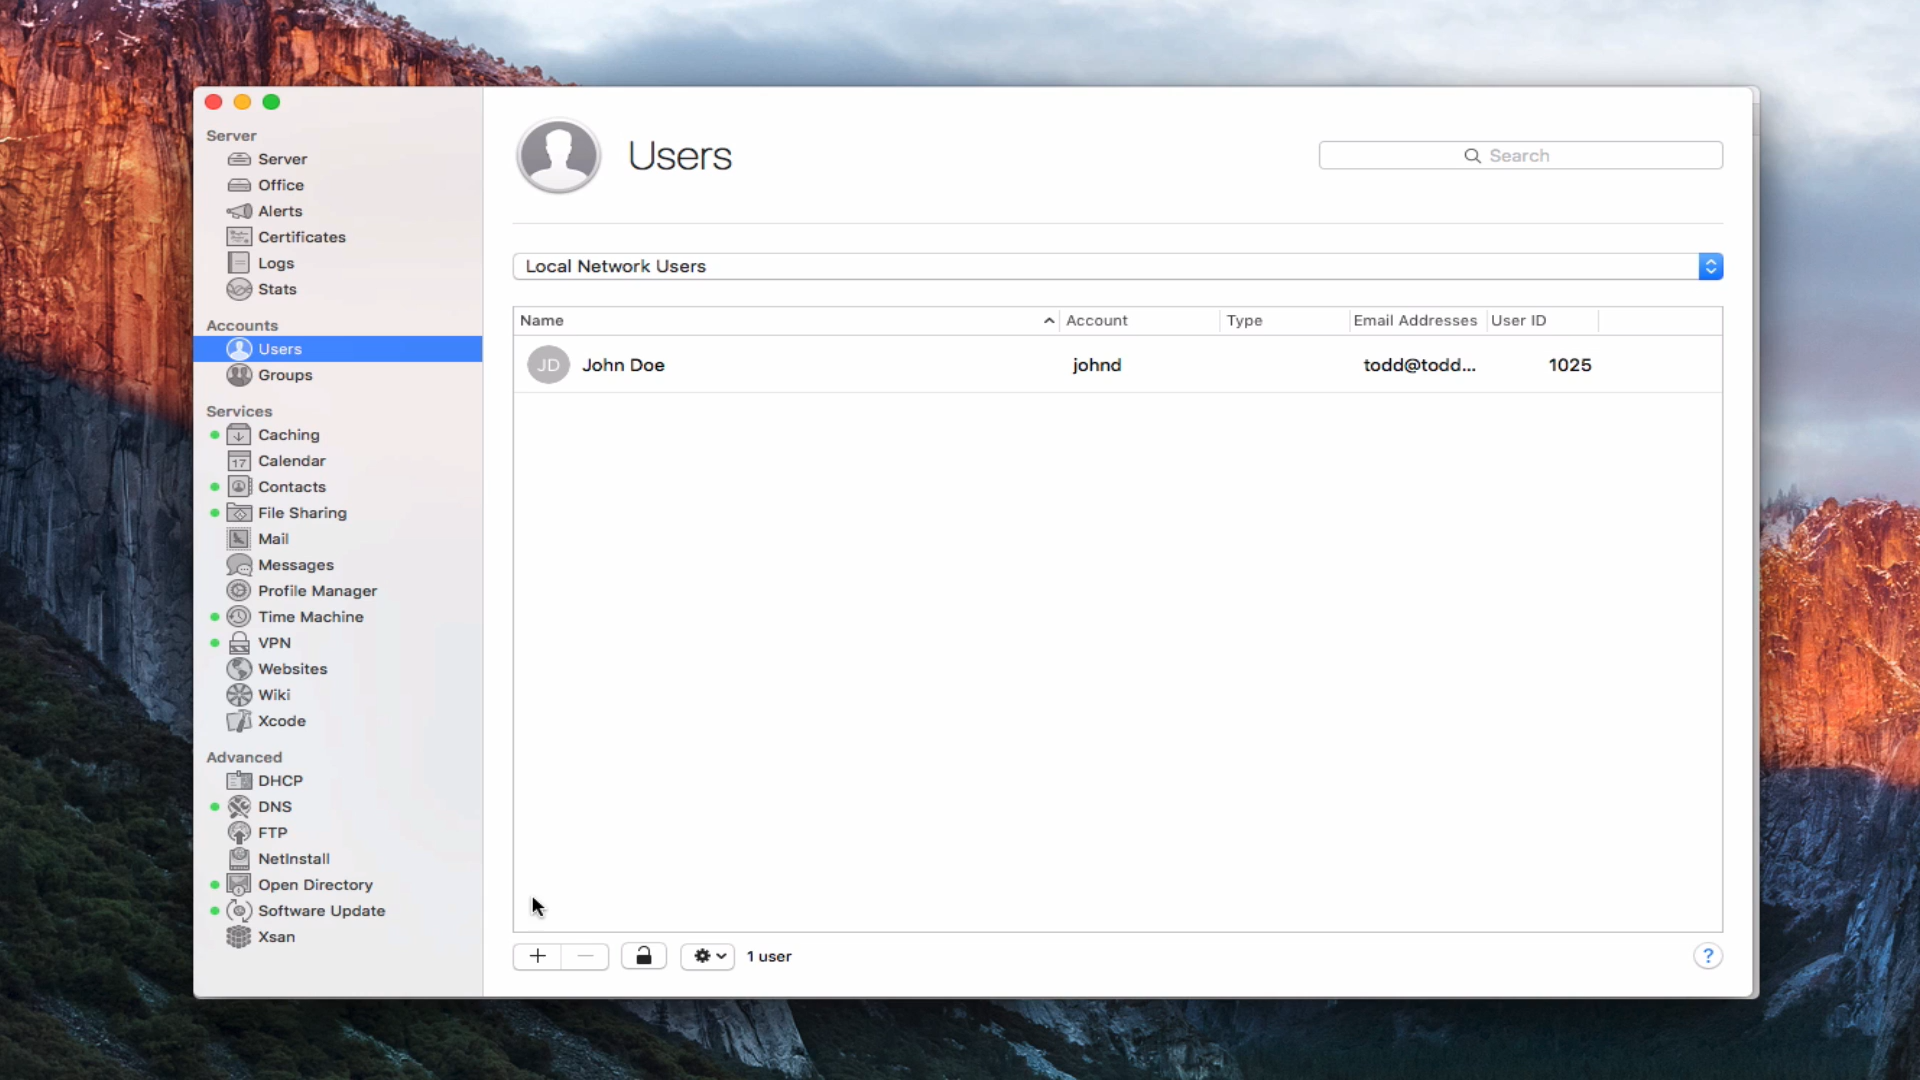 Server
Server
Office
Alerts
Certificates
Logs
Stats
Accounts
Users
Groups
Services
Caching
17 Calendar
Contacts
File Sharing
Mail
Messages
Profile Manager
Time Machine
VPN
Websites
Wiki
Xcode
Advanced
DHCP
DNS
FTP
NetInstall
Open Directory
Software Update
Xsan
Users
Search
Local Network Users
Name Account Type Email Addresses User ID
JD John Doe johnd todd@todd... 1025
+ − 1 user ?